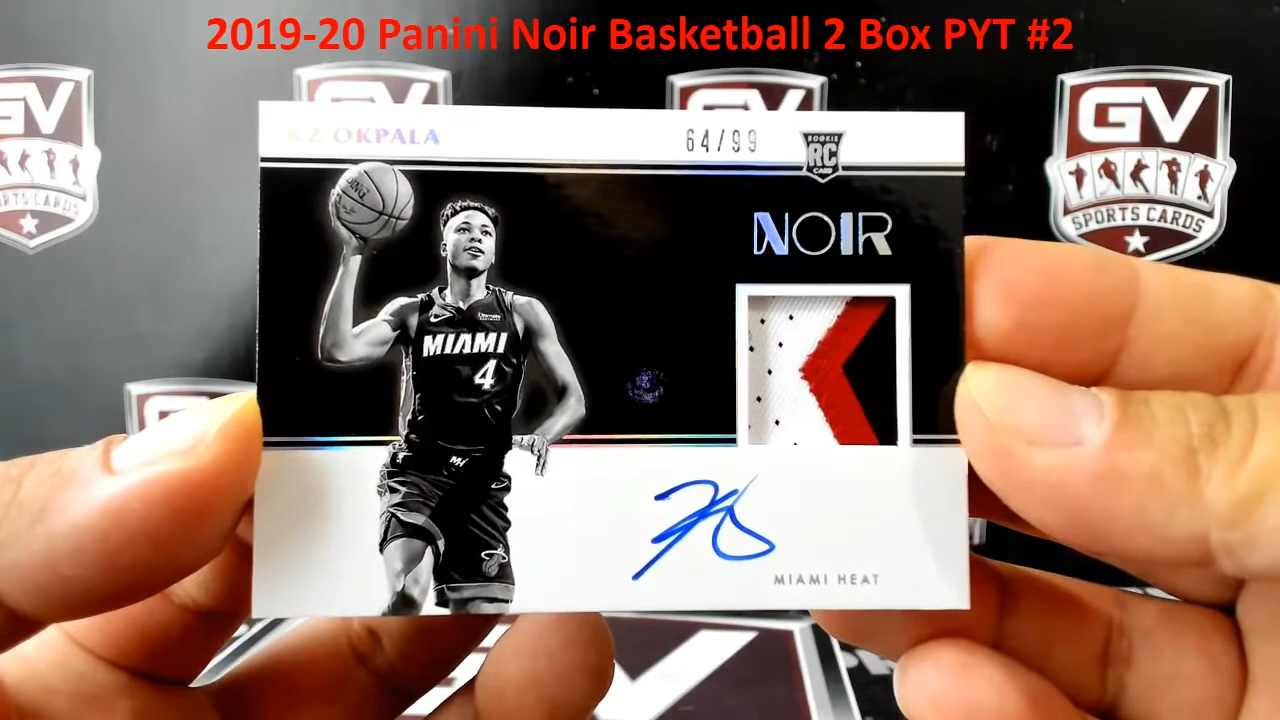 2019-20 Panini Noir Basketball 2 Box PYT #2
GV
SPORTS CARDS
GV
SPORTS CARDS
KZ OKPALA
64/99
ROOKIE
RC
CARD
NOIR
MIAMI
4
MIAMI HEAT